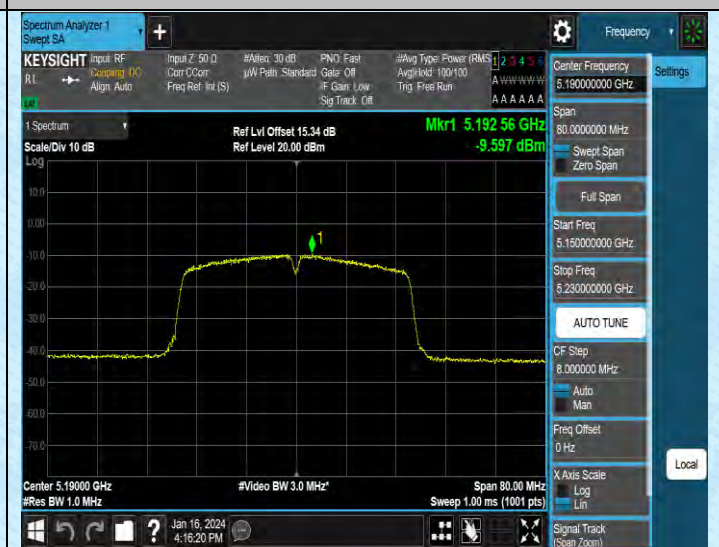 Spectrum Analyzer 1
Swept SA
+
Frequency
KEYSIGHT
RL
Input: RF
Coupling: DC
Align: Auto
Input Z: 50 Ω
Corr CCorr
Freq Ref: Int (S)
#Atten: 30 dB
µW Path: Standard
PNO: Fast
Gate: Off
IF Gain: Low
Sig Track: Off
#Avg Type: Power (RMS
Avg|Hold: 100/100
Trig: Free Run
1 2 3 4 5 6
A W W W W W
A A A A A A
1 Spectrum
Scale/Div 10 dB
Ref Lvl Offset 15.34 dB
Ref Level 20.00 dBm
Mkr1 5.192 56 GHz
-9.597 dBm
Log
10.0
0.00
-10.0
-20.0
-30.0
-40.0
-50.0
-60.0
-70.0
1
Center 5.19000 GHz
#Res BW 1.0 MHz
#Video BW 3.0 MHz*
Span 80.00 MHz
Sweep 1.00 ms (1001 pts)
Center Frequency
5.190000000 GHz
Settings
Span
80.0000000 MHz
Swept Span
Zero Span
Full Span
Start Freq
5.150000000 GHz
Stop Freq
5.230000000 GHz
AUTO TUNE
CF Step
8.000000 MHz
Auto
Man
Freq Offset
0 Hz
X Axis Scale
Log
Lin
Local
Signal Track
(Span Zoom)
?
Jan 16, 2024
4:16:20 PM